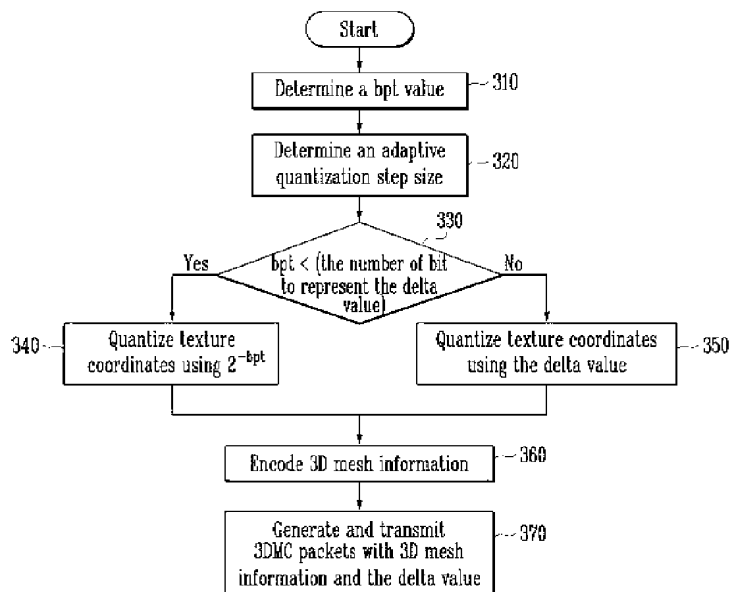 Start
Determine a bpt value
310
Determine an adaptive
quantization step size
320
330
Yes
bpt < (the number of bit
to represent the delta
value)
No
340
Quantize texture
coordinates using 2^-bpt
Quantize texture coordinates
using the delta value
350
Encode 3D mesh information
360
Generate and transmit
3DMC packets with 3D mesh
information and the delta value
370